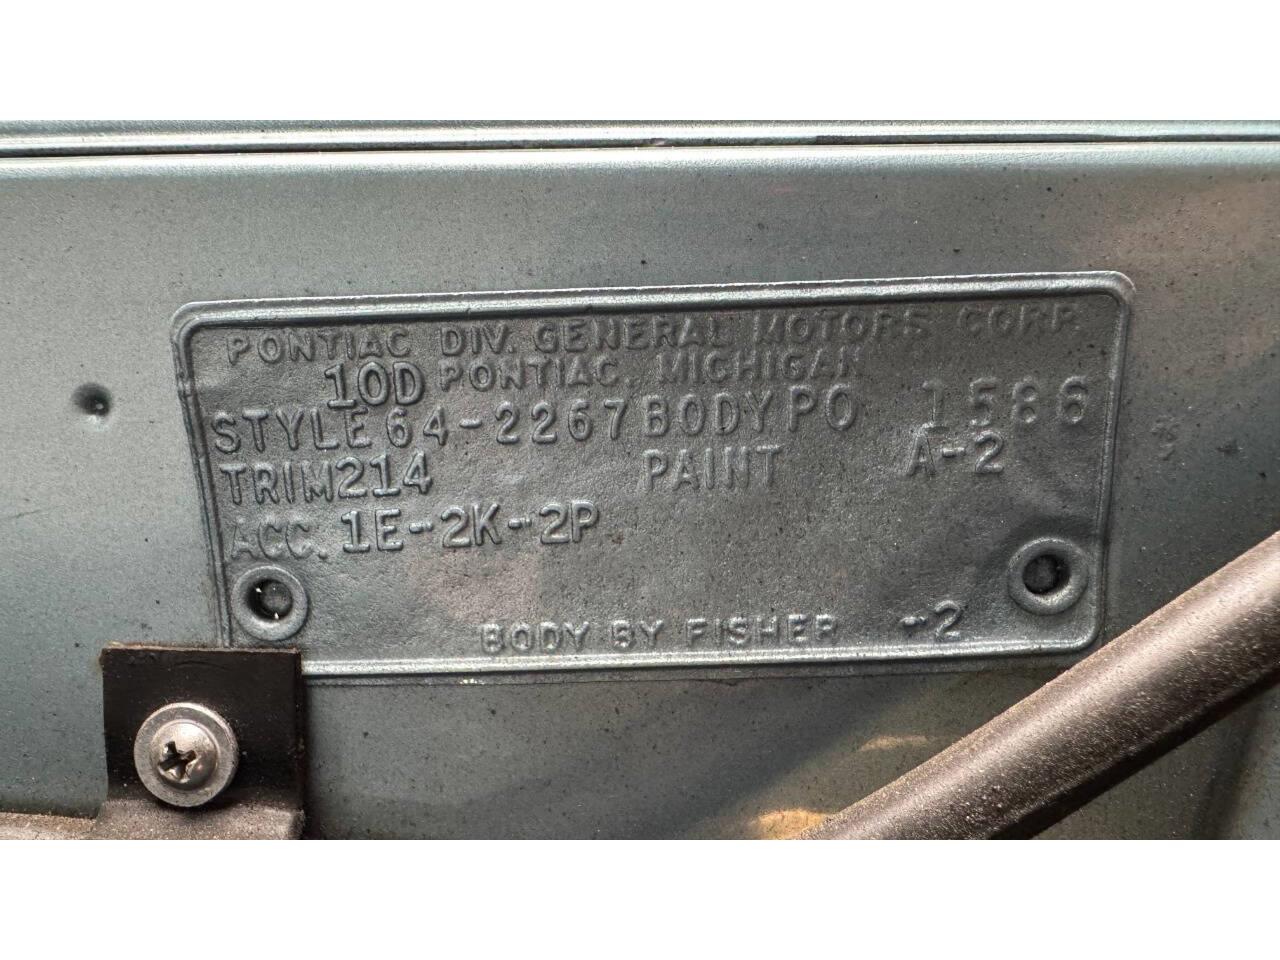 PONTIAC DIV. GENERAL MOTORS CORP.
10D PONTIAC, MICHIGAN
STYLE 64-2267 BODY PO 1586
TRIM 214 PAINT A-2
ACC. 1E-2K-2P
BODY BY FISHER -2